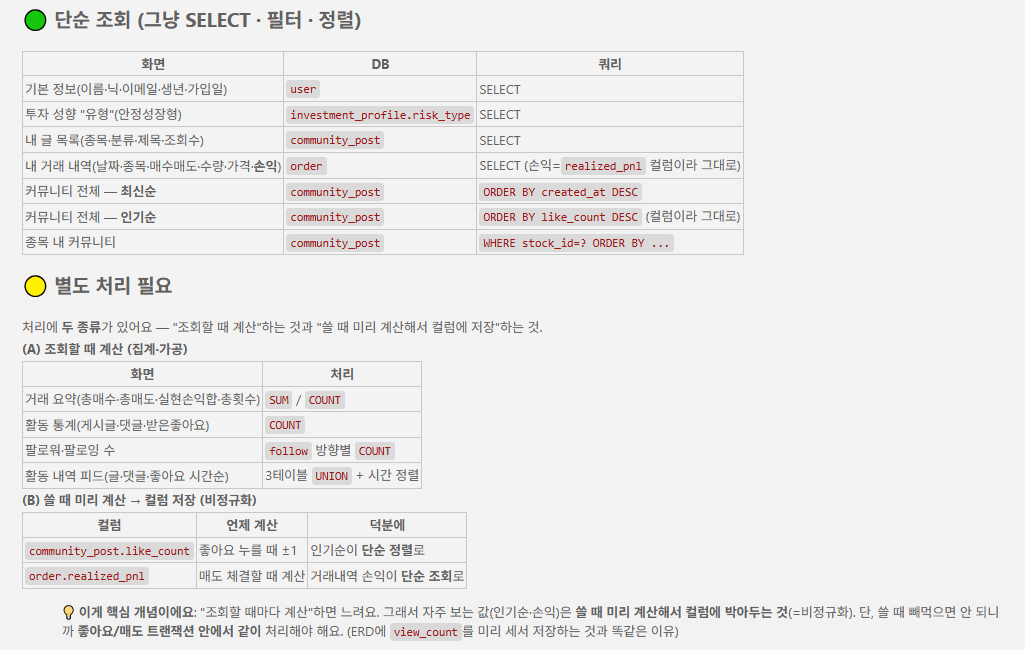 단순 조회 (그냥 SELECT · 필터 · 정렬)
화면 DB 쿼리
기본 정보(이름·닉·이메일·생년·가입일) user SELECT
투자 성향 "유형"(안정성장형) investment_profile.risk_type SELECT
내 글 목록(종목·분류·제목·조회수) community_post SELECT
내 거래 내역(날짜·종목·매수매도·수량·가격·손익) order SELECT (손익=realized_pnl 컬럼이라 그대로)
커뮤니티 전체 — 최신순 community_post ORDER BY created_at DESC
커뮤니티 전체 — 인기순 community_post ORDER BY like_count DESC (컬럼이라 그대로)
종목 내 커뮤니티 community_post WHERE stock_id=? ORDER BY ...
별도 처리 필요
처리에 두 종류가 있어요 — "조회할 때 계산"하는 것과 "쓸 때 미리 계산해서 컬럼에 저장"하는 것.
(A) 조회할 때 계산 (집계·가공)
화면 처리
거래 요약(총매수·총매도·실현손익합·총횟수) SUM / COUNT
활동 통계(게시글·댓글·받은좋아요) COUNT
팔로워·팔로잉 수 follow 방향별 COUNT
활동 내역 피드(글·댓글·좋아요 시간순) 3테이블 UNION + 시간 정렬
(B) 쓸 때 미리 계산 → 컬럼 저장 (비정규화)
컬럼 언제 계산 덕분에
community_post.like_count 좋아요 누를 때 ±1 인기순이 단순 정렬로
order.realized_pnl 매도 체결할 때 계산 거래내역 손익이 단순 조회로
이게 핵심 개념이에요: "조회할 때마다 계산"하면 느려요. 그래서 자주 보는 값(인기순·손익)은 쓸 때 미리 계산해서 컬럼에 박아두는 것(=비정규화). 단, 쓸 때 빼먹으면 안 되니
까 좋아요/매도 트랜잭션 안에서 같이 처리해야 해요. (ERD에 view_count 를 미리 세서 저장하는 것과 똑같은 이유)